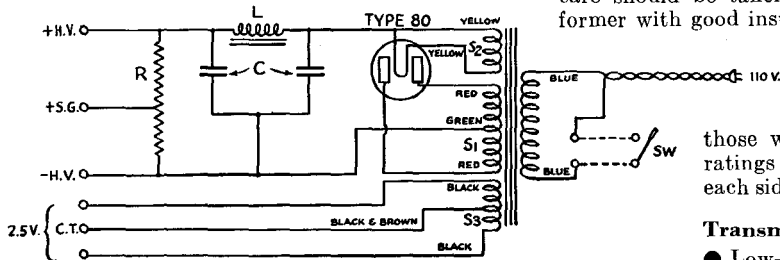 care should be taken
former with good ins
L
TYPE 80
YELLOW
+H.V.
S2
YELLOW
R
C
BLUE
110 V.
RED
+S.G.
GREEN
S1
those w
ratings
each sid
SW
RED
-H.V.
BLUE
BLACK
2.5V.
C.T.
BLACK & BROWN
S3
BLACK
Transm
● Low-